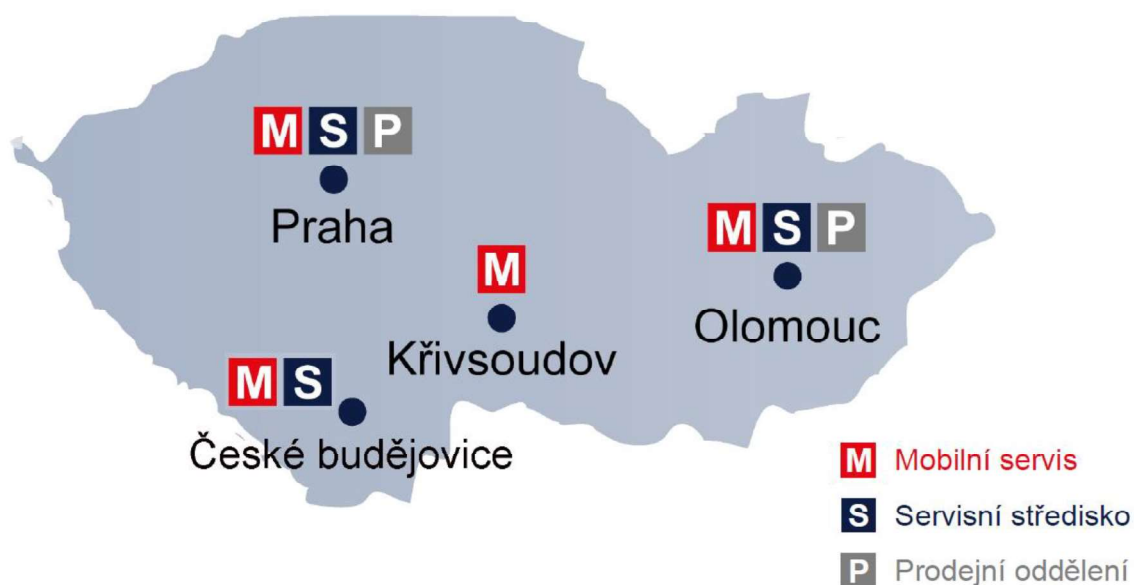 M S P
Praha
M S P
Olomouc
M
Křivsoudov
M S
České budějovice
M Mobilní servis
S Servisní středisko
P Prodejní oddělení